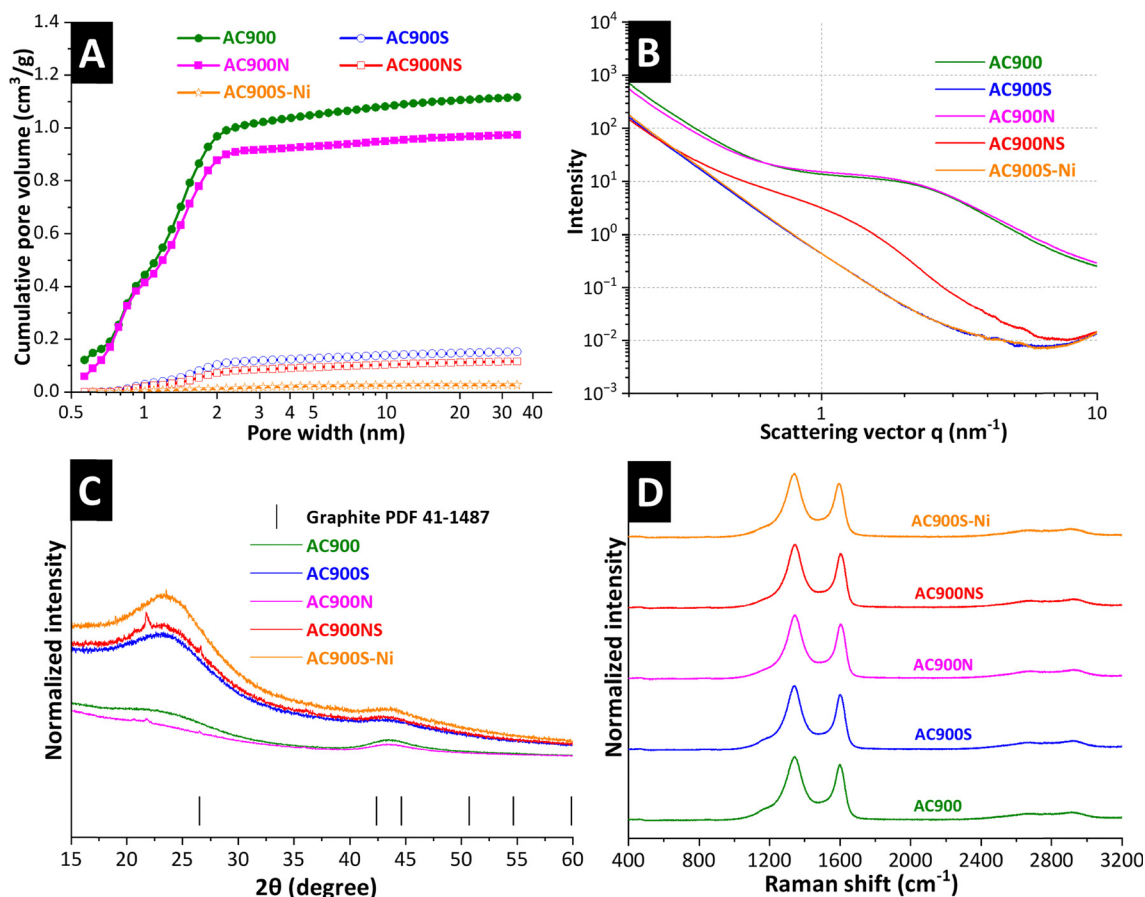 A
AC900
AC900S
AC900N
AC900NS
AC900S-Ni
Cumulative pore volume (cm³/g)
1.4
1.2
1.0
0.8
0.6
0.4
0.2
0.0
0.5 1 2 3 4 5 10 20 30 40
Pore width (nm)
B
AC900
AC900S
AC900N
AC900NS
AC900S-Ni
Intensity
10⁵
10⁴
10³
10²
10¹
10⁰
10⁻¹
10⁻²
10⁻³
1 10
Scattering vector q (nm⁻¹)
C
Graphite PDF 41-1487
AC900
AC900S
AC900N
AC900NS
AC900S-Ni
Normalized intensity
15 20 25 30 35 40 45 50 55 60
2θ (degree)
D
AC900S-Ni
AC900NS
AC900N
AC900S
AC900
Normalized intensity
400 1200 1600 2000 2400 2800 3200
Raman shift (cm⁻¹)